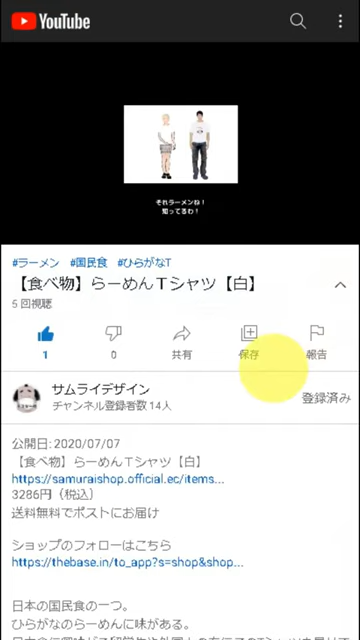 YouTube
それラーメンね！
知ってるわ！
#ラーメン #国民食 #ひらがなT
【食べ物】らーめんＴシャツ【白】
5 回視聴
1
0
共有
保存
報告
サムライデザイン
チャンネル登録者数 14人
登録済み
公開日: 2020/07/07
【食べ物】らーめんＴシャツ【白】
https://samuraishop.official.ec/items...
3286円（税込）
送料無料でポストにお届け
ショップのフォローはこちら
https://thebase.in/to_app?s=shop&shop...
日本の国民食の一つ。
ひらがなのらーめんに味がある。